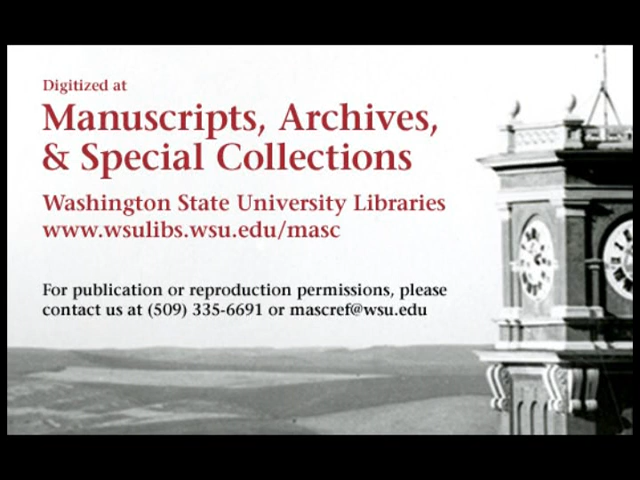 Digitized at
Manuscripts, Archives,
& Special Collections
Washington State University Libraries
www.wsulibs.wsu.edu/masc
For publication or reproduction permissions, please
contact us at (509) 335-6691 or mascref@wsu.edu